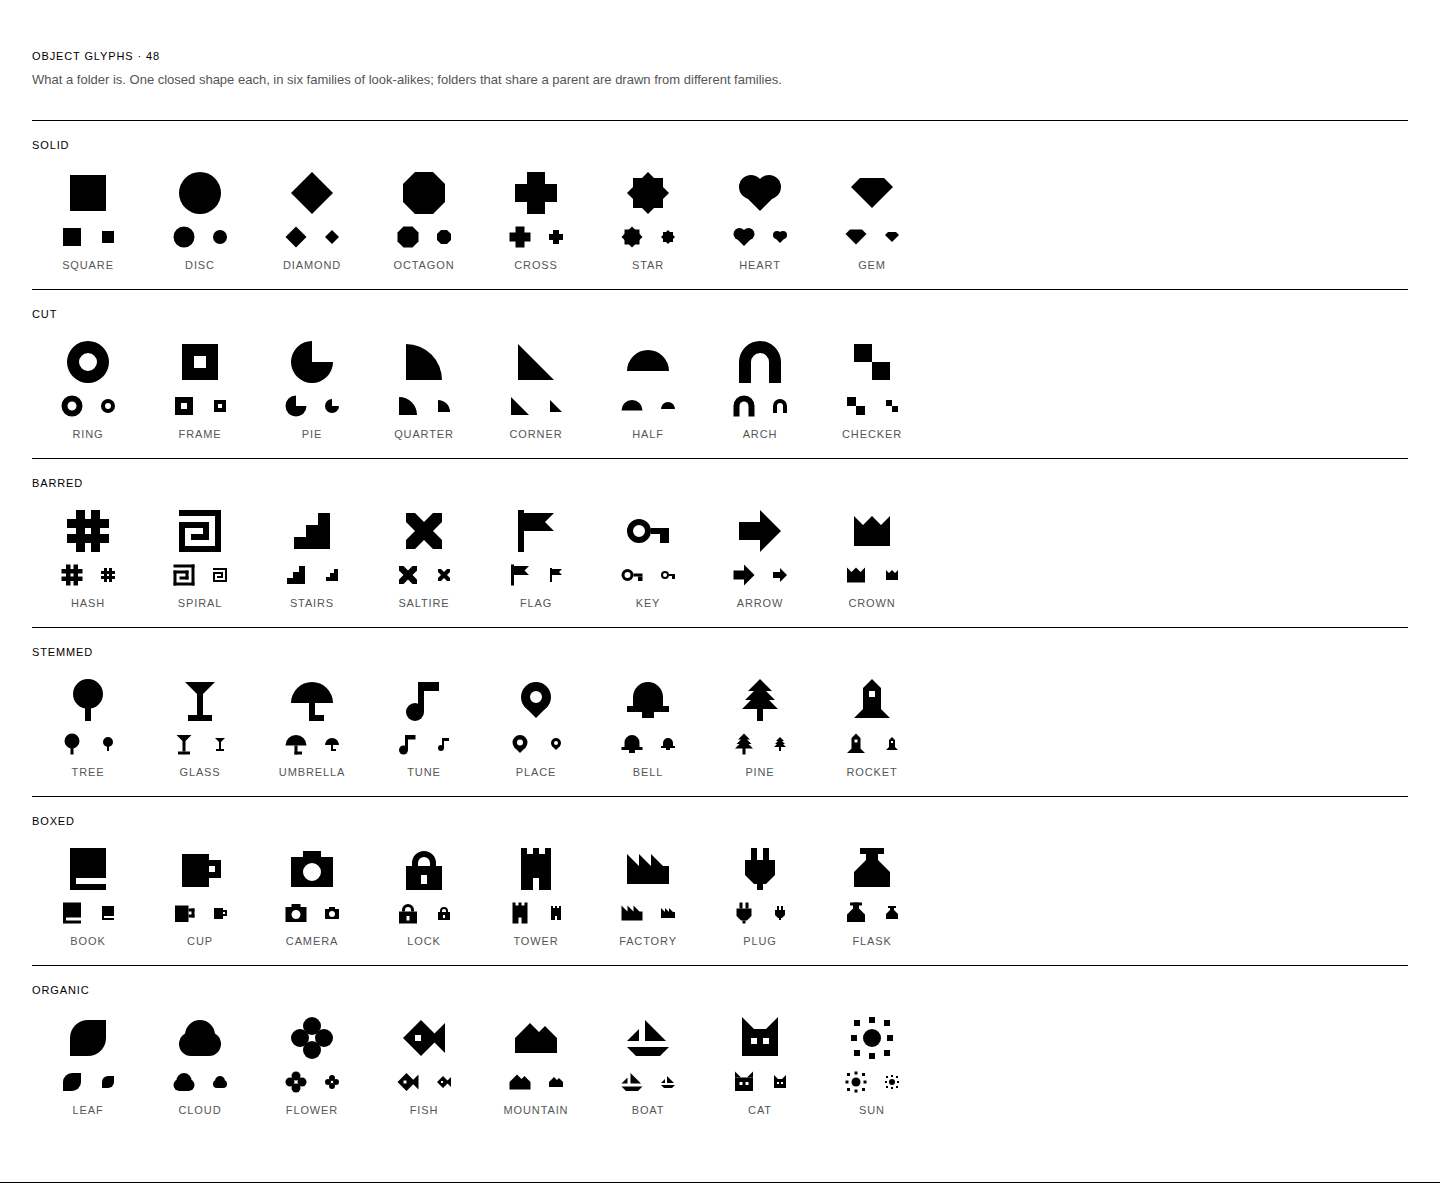 OBJECT GLYPHS · 48
What a folder is. One closed shape each, in six families of look-alikes; folders that share a parent are drawn from different families.
SOLID
SQUARE DISC DIAMOND OCTAGON CROSS STAR HEART GEM
CUT
RING FRAME PIE QUARTER CORNER HALF ARCH CHECKER
BARRED
HASH SPIRAL STAIRS SALTIRE FLAG KEY ARROW CROWN
STEMMED
TREE GLASS UMBRELLA TUNE PLACE BELL PINE ROCKET
BOXED
BOOK CUP CAMERA LOCK TOWER FACTORY PLUG FLASK
ORGANIC
LEAF CLOUD FLOWER FISH MOUNTAIN BOAT CAT SUN